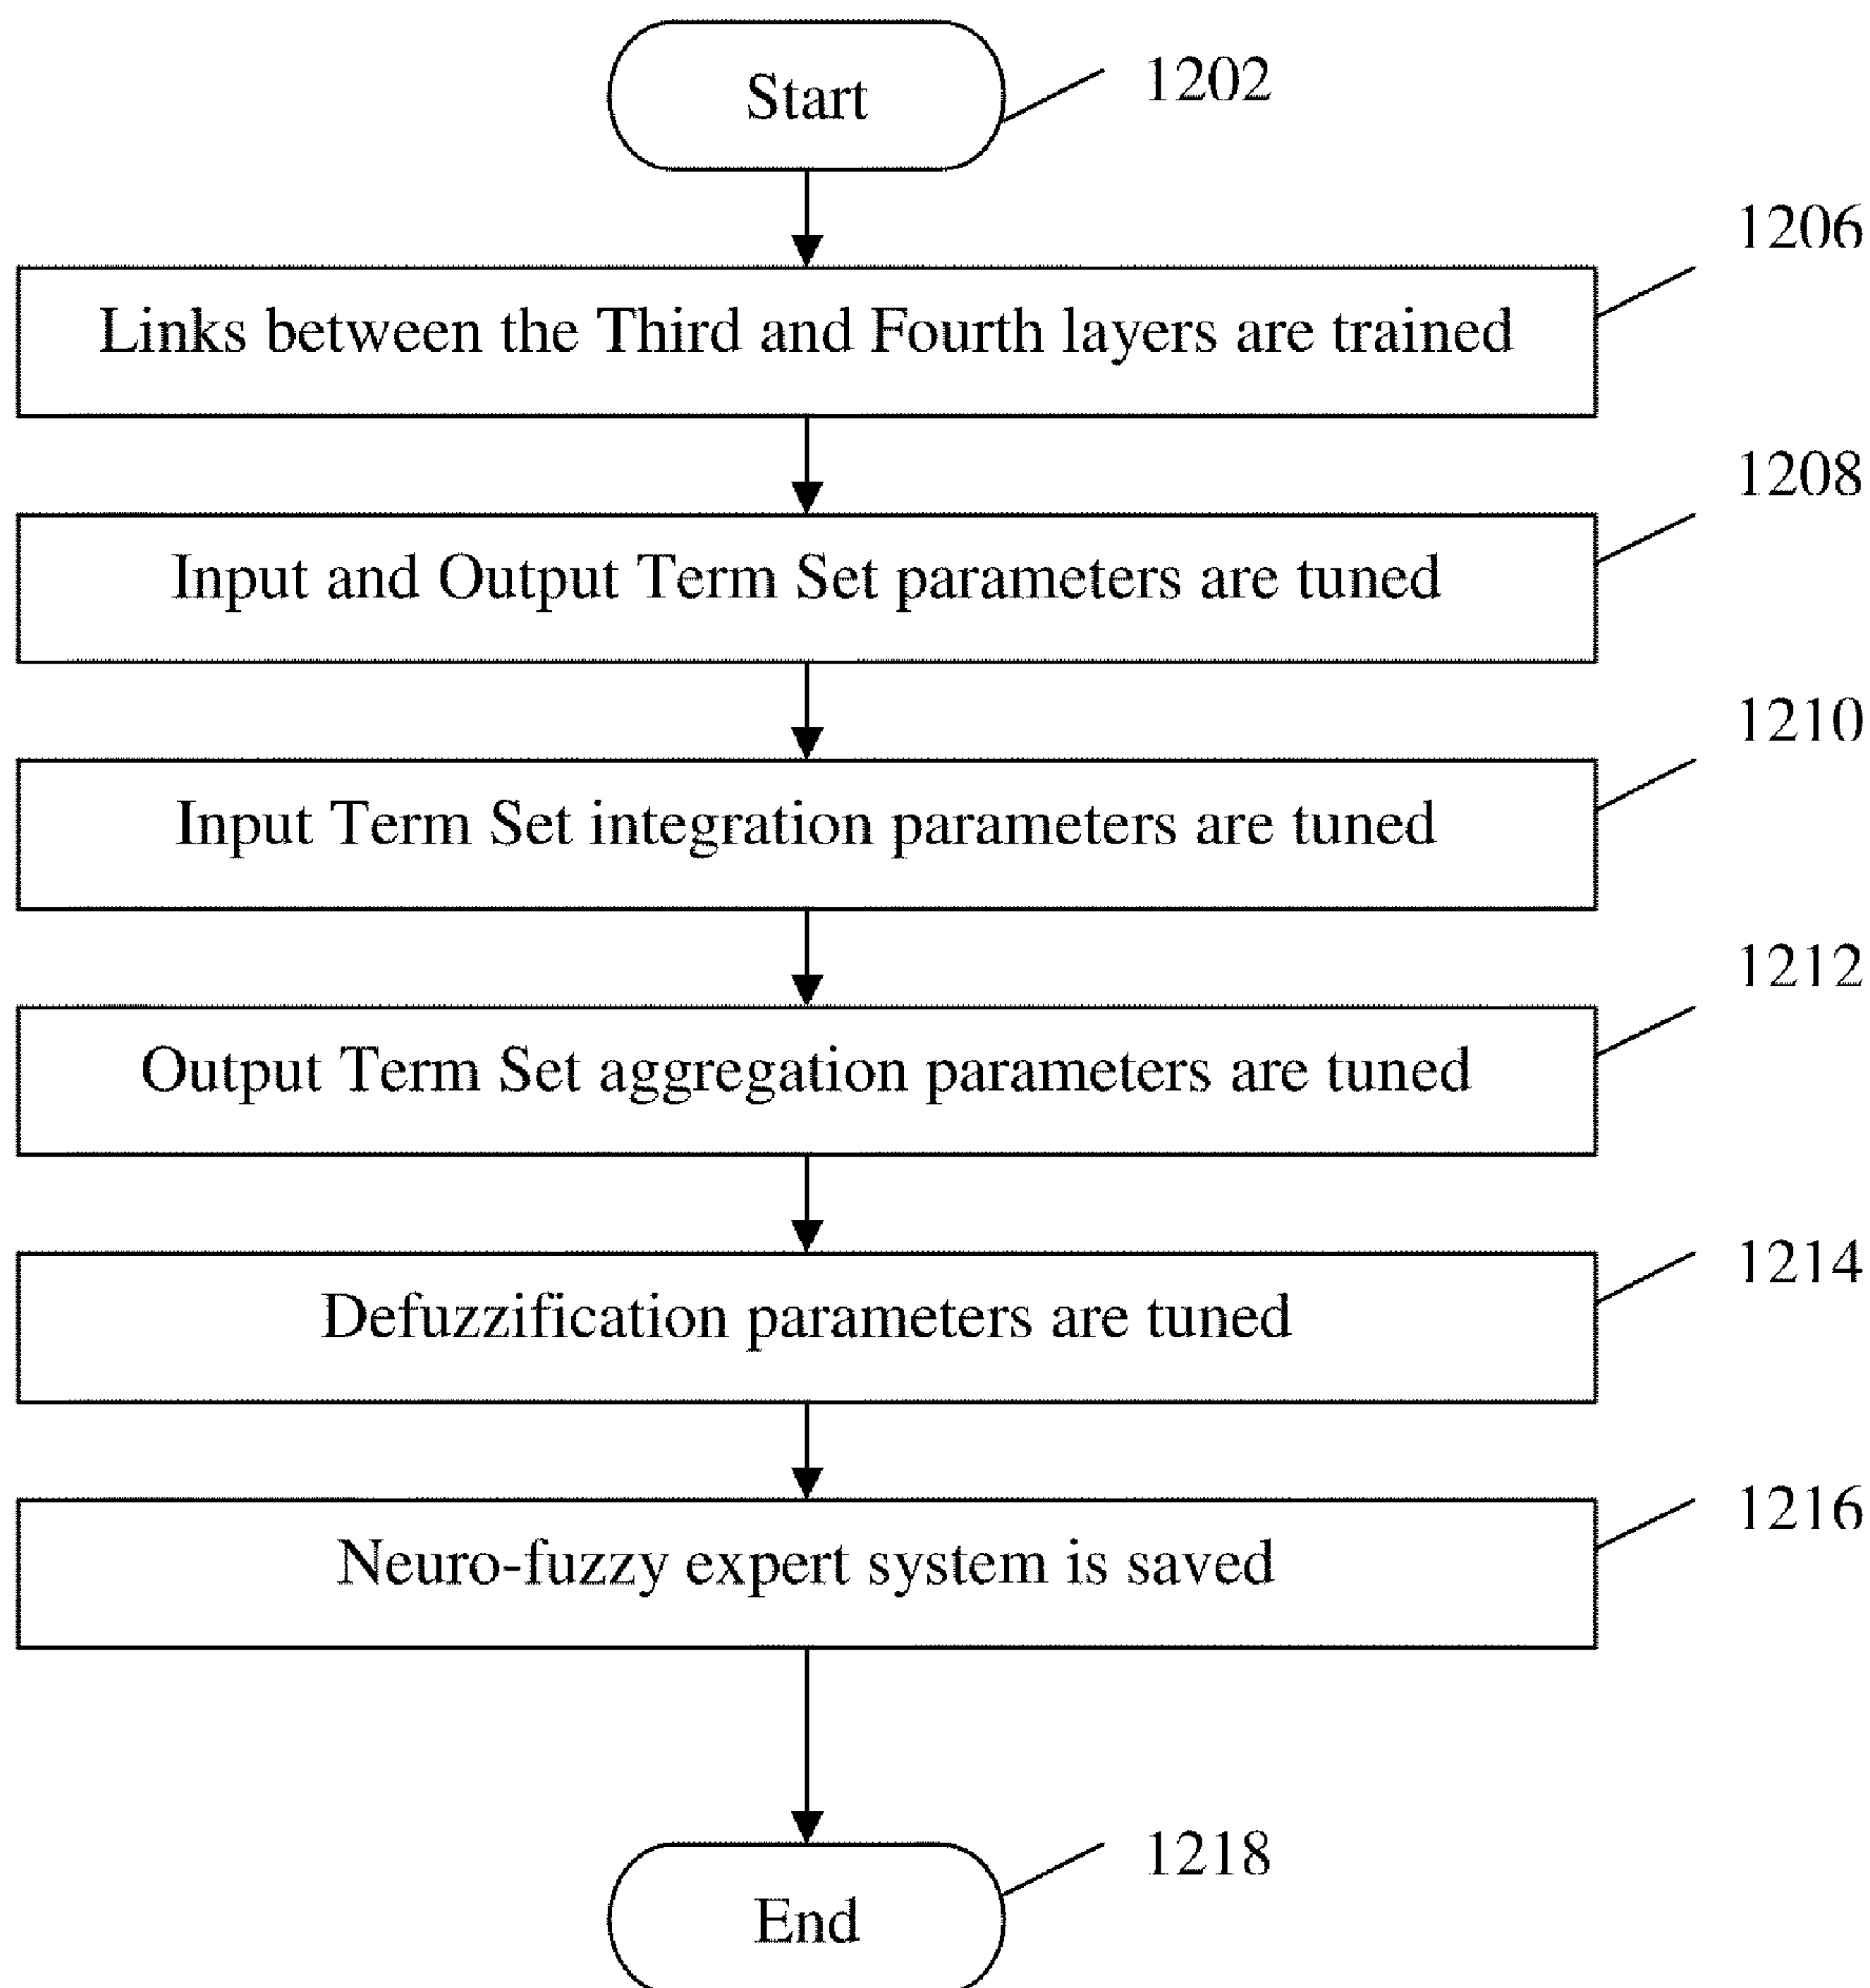 Start
1202
1206
Links between the Third and Fourth layers are trained
1208
Input and Output Term Set parameters are tuned
1210
Input Term Set integration parameters are tuned
1212
Output Term Set aggregation parameters are tuned
1214
Defuzzification parameters are tuned
1216
Neuro-fuzzy expert system is saved
1218
End